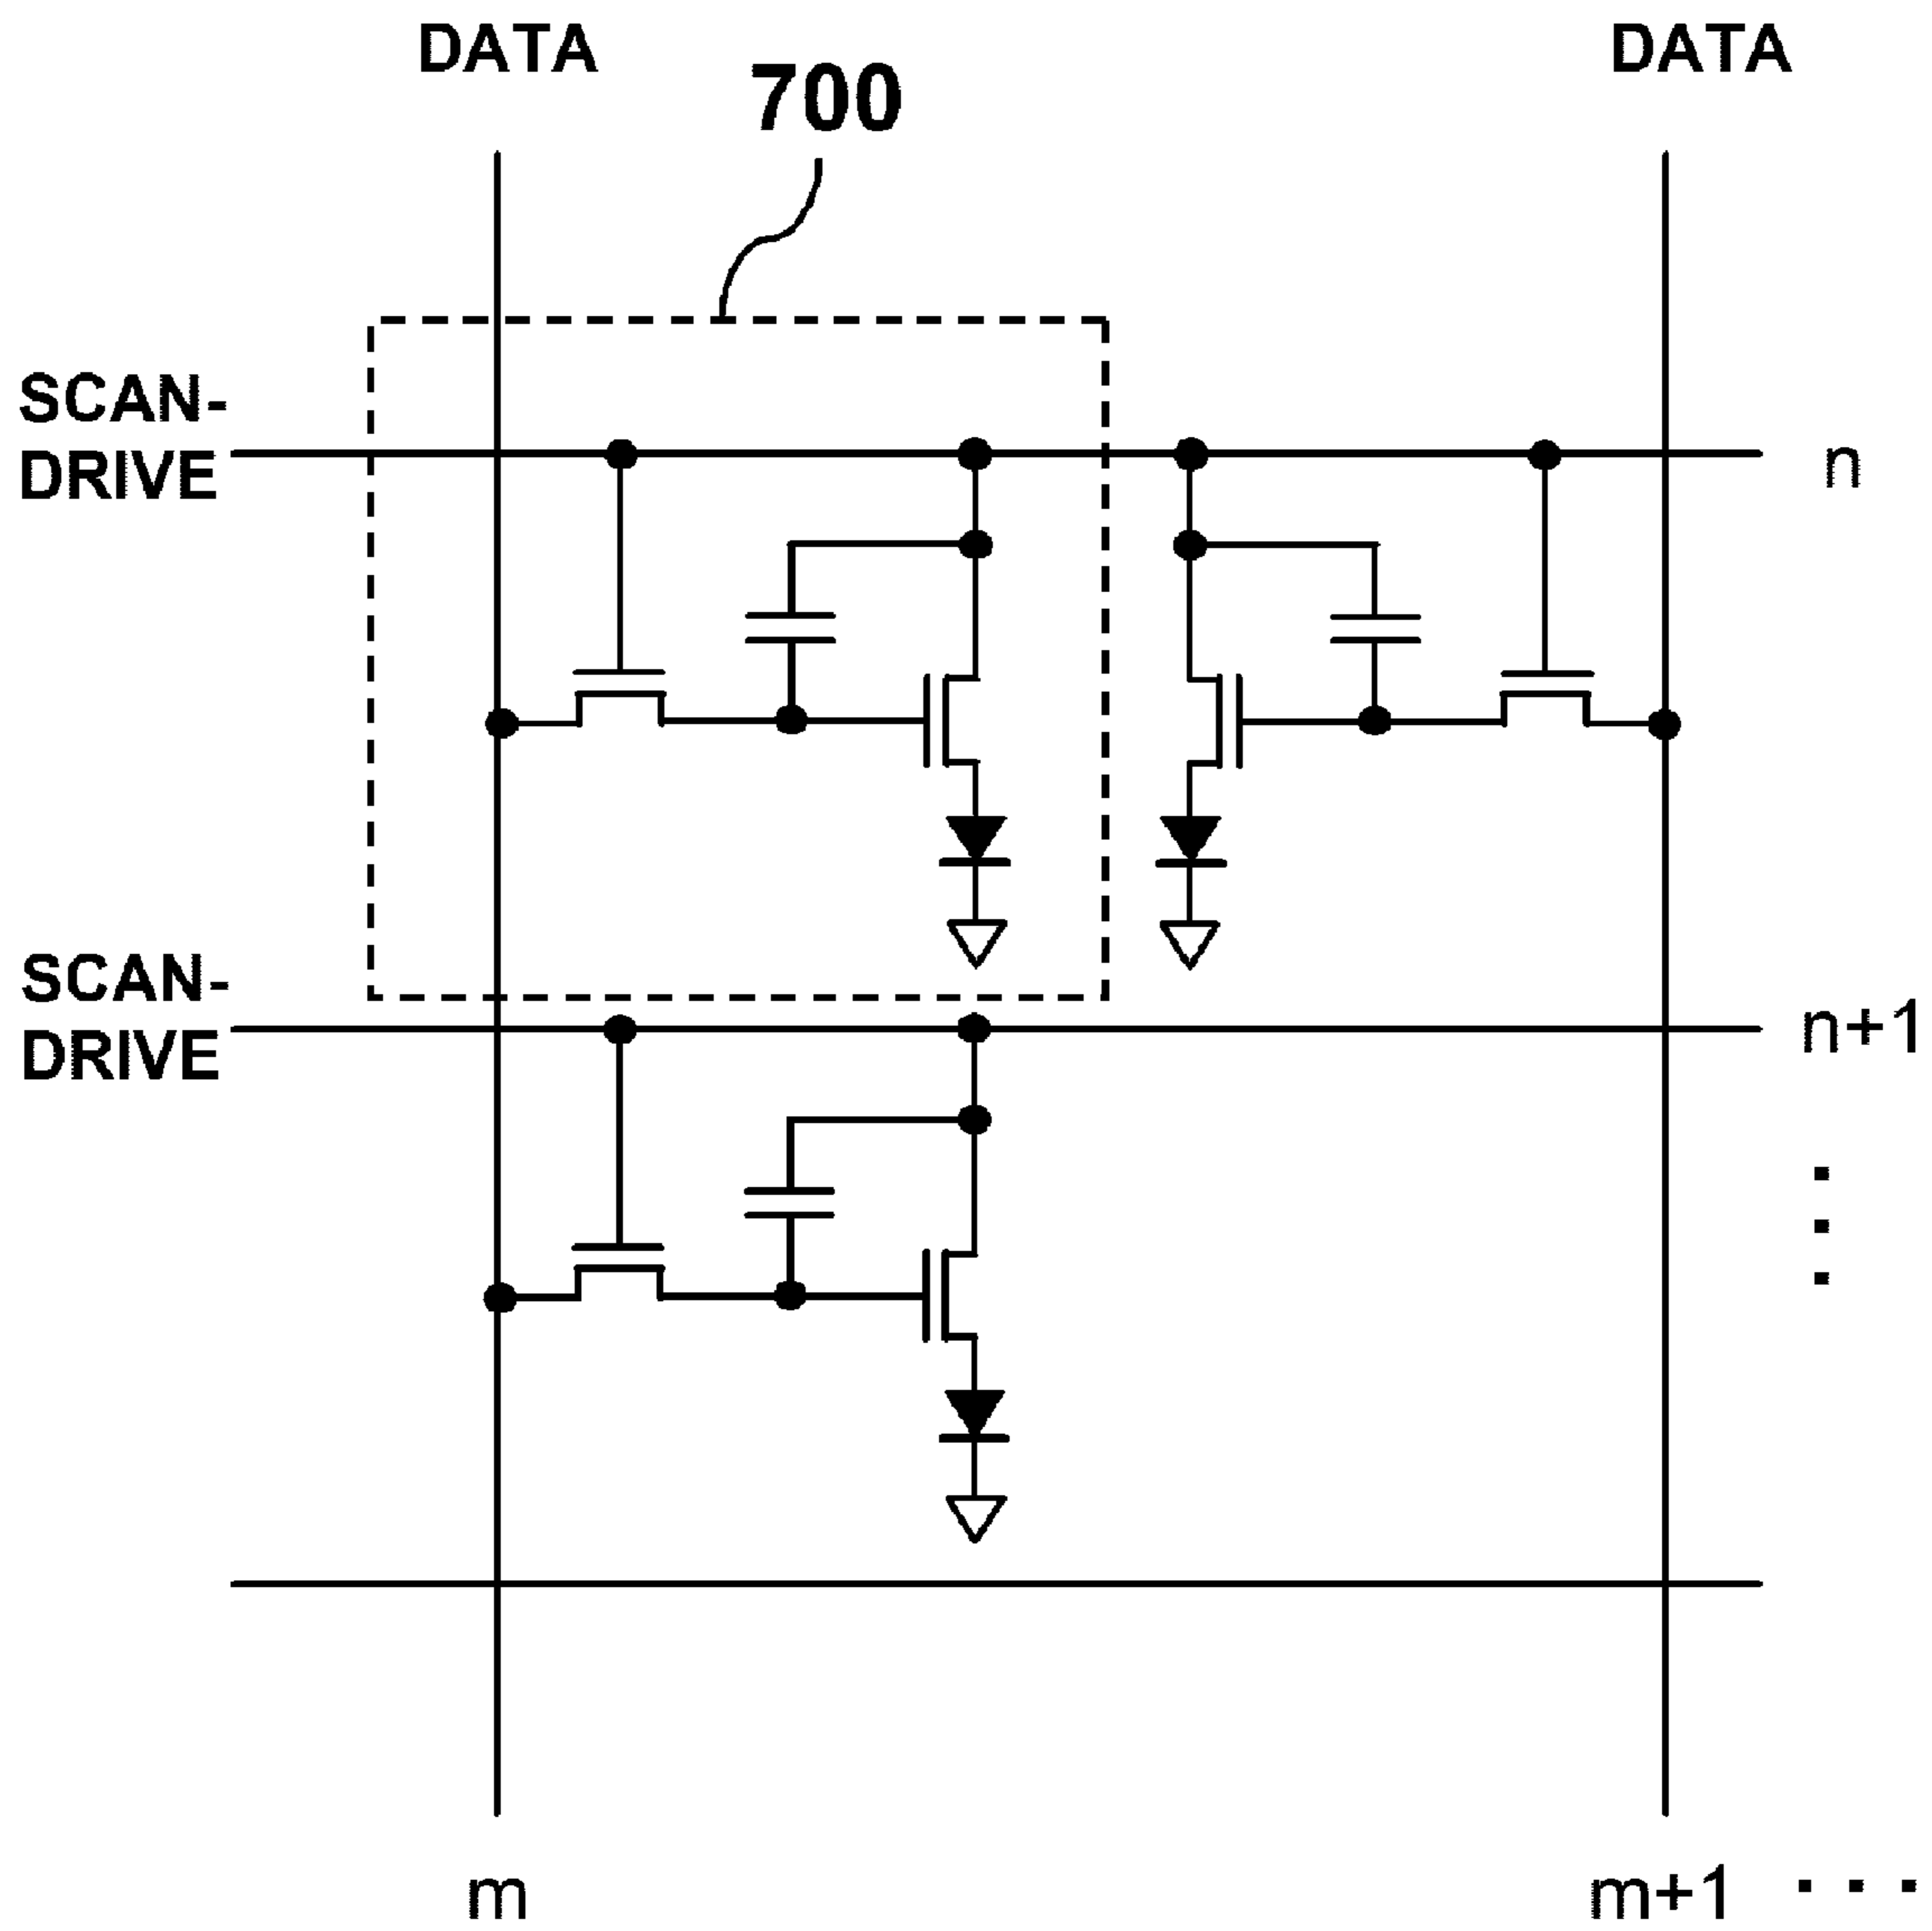 DATA
DATA
700
SCAN-
DRIVE
n
SCAN-
DRIVE
n+1
m
m+1